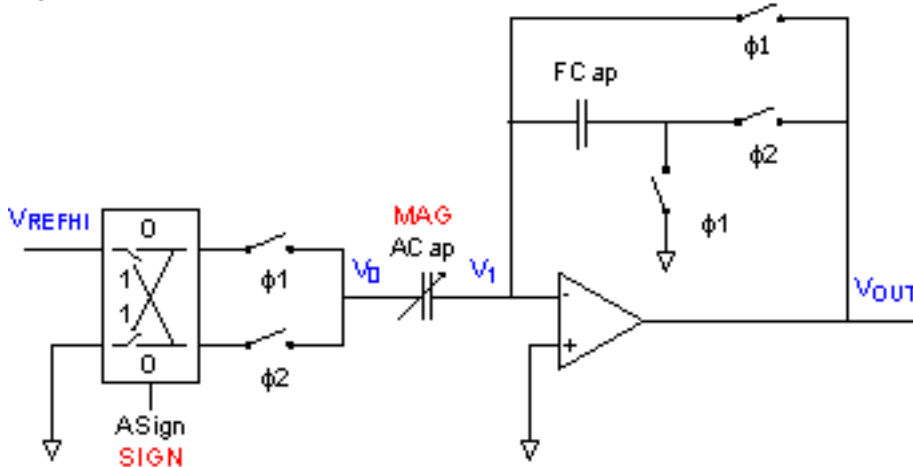 ϕ1
FCap
ϕ2
ϕ1
VREFHI
0
1
1
0
ϕ1
ϕ2
V0
MAG
ACap
V1
-
+
VOUT
ASign
SIGN